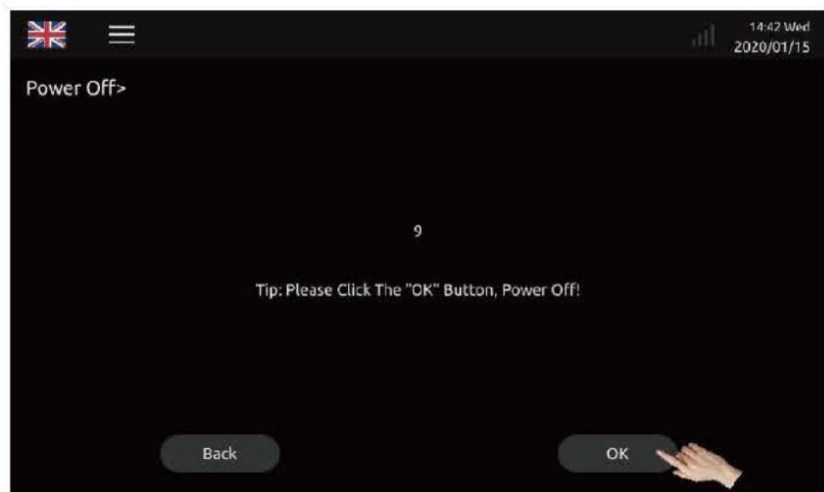 14:42 Wed
2020/01/15
Power Off>
9
Tip: Please Click The "OK" Button, Power Off!
Back
OK